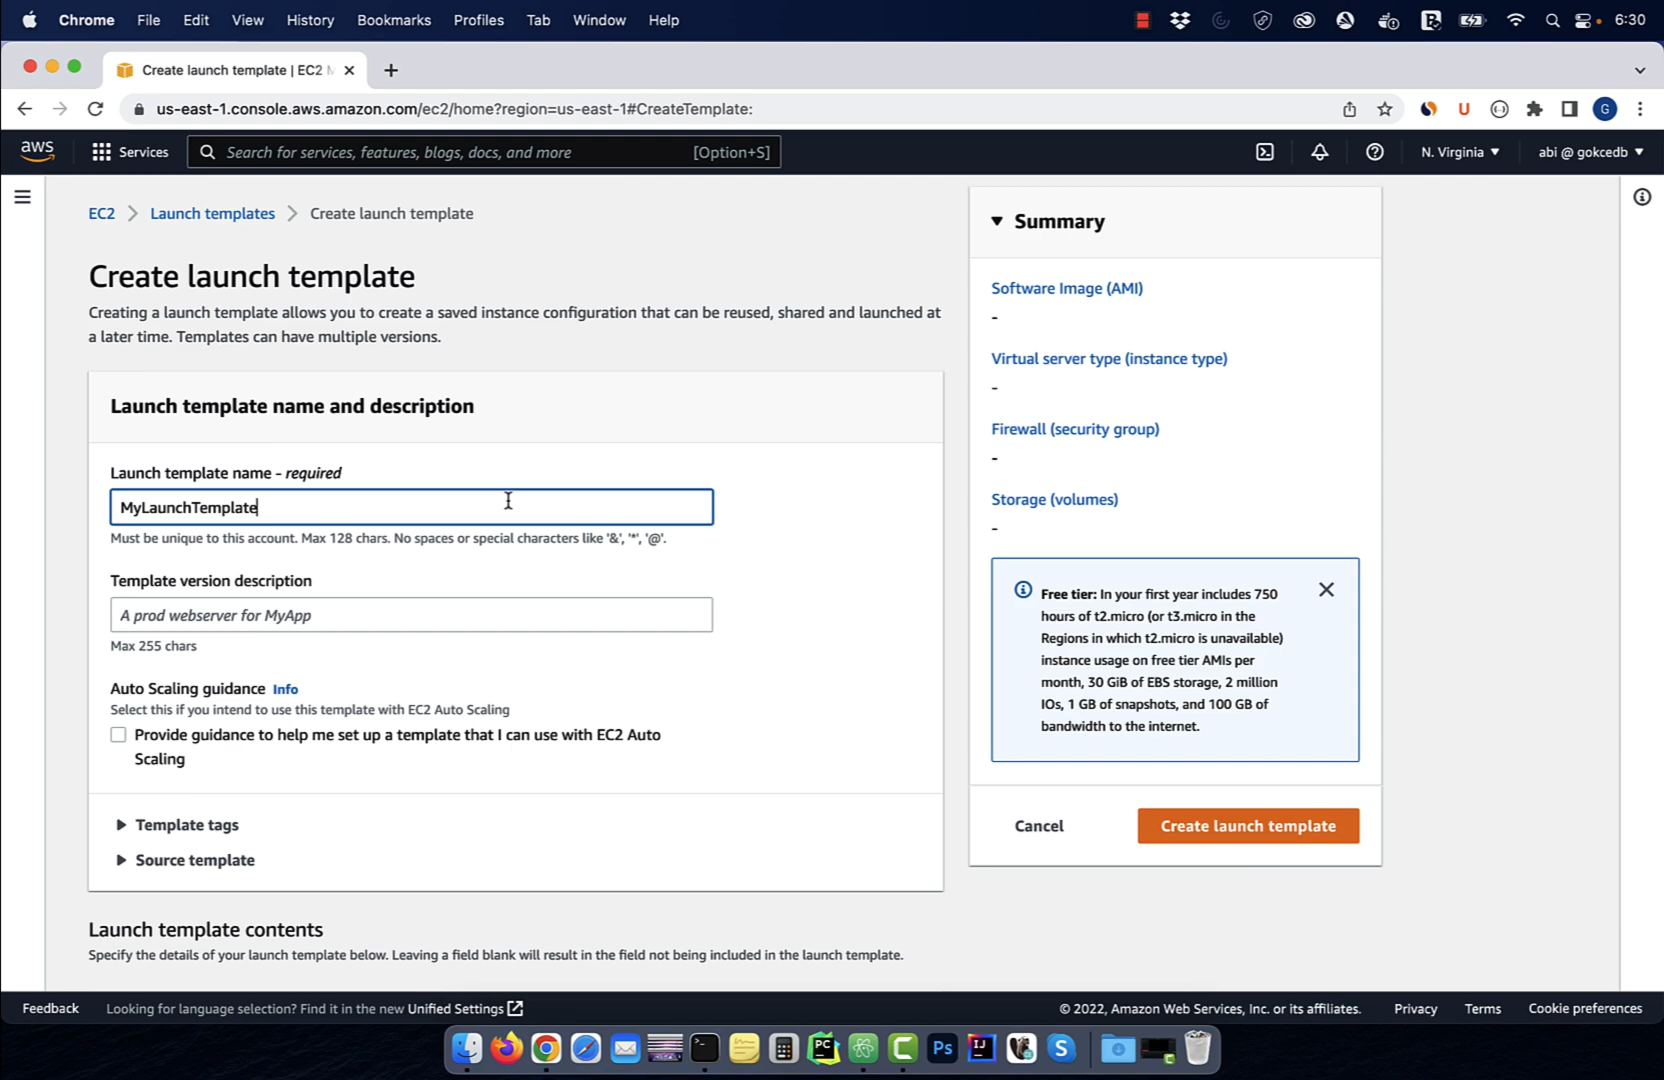 Chrome File Edit View History Bookmarks Profiles Tab Window Help 6:30
Create launch template | EC2 M
us-east-1.console.aws.amazon.com/ec2/home?region=us-east-1#CreateTemplate:
U G
aws Services Search for services, features, blogs, docs, and more [Option+S] N. Virginia abi @ gokcedb
EC2 Launch templates Create launch template
Create launch template
Creating a launch template allows you to create a saved instance configuration that can be reused, shared and launched at
a later time. Templates can have multiple versions.
Launch template name and description
Launch template name - required
MyLaunchTemplate
Must be unique to this account. Max 128 chars. No spaces or special characters like '&', '*', '@'.
Template version description
A prod webserver for MyApp
Max 255 chars
Auto Scaling guidance Info
Select this if you intend to use this template with EC2 Auto Scaling
Provide guidance to help me set up a template that I can use with EC2 Auto
Scaling
Template tags
Source template
Launch template contents
Specify the details of your launch template below. Leaving a field blank will result in the field not being included in the launch template.
Summary
Software Image (AMI)
-
Virtual server type (instance type)
-
Firewall (security group)
-
Storage (volumes)
-
Free tier: In your first year includes 750
hours of t2.micro (or t3.micro in the
Regions in which t2.micro is unavailable)
instance usage on free tier AMIs per
month, 30 GiB of EBS storage, 2 million
IOs, 1 GB of snapshots, and 100 GB of
bandwidth to the internet.
Cancel Create launch template
Feedback Looking for language selection? Find it in the new Unified Settings © 2022, Amazon Web Services, Inc. or its affiliates. Privacy Terms Cookie preferences
PC Ps IJ S